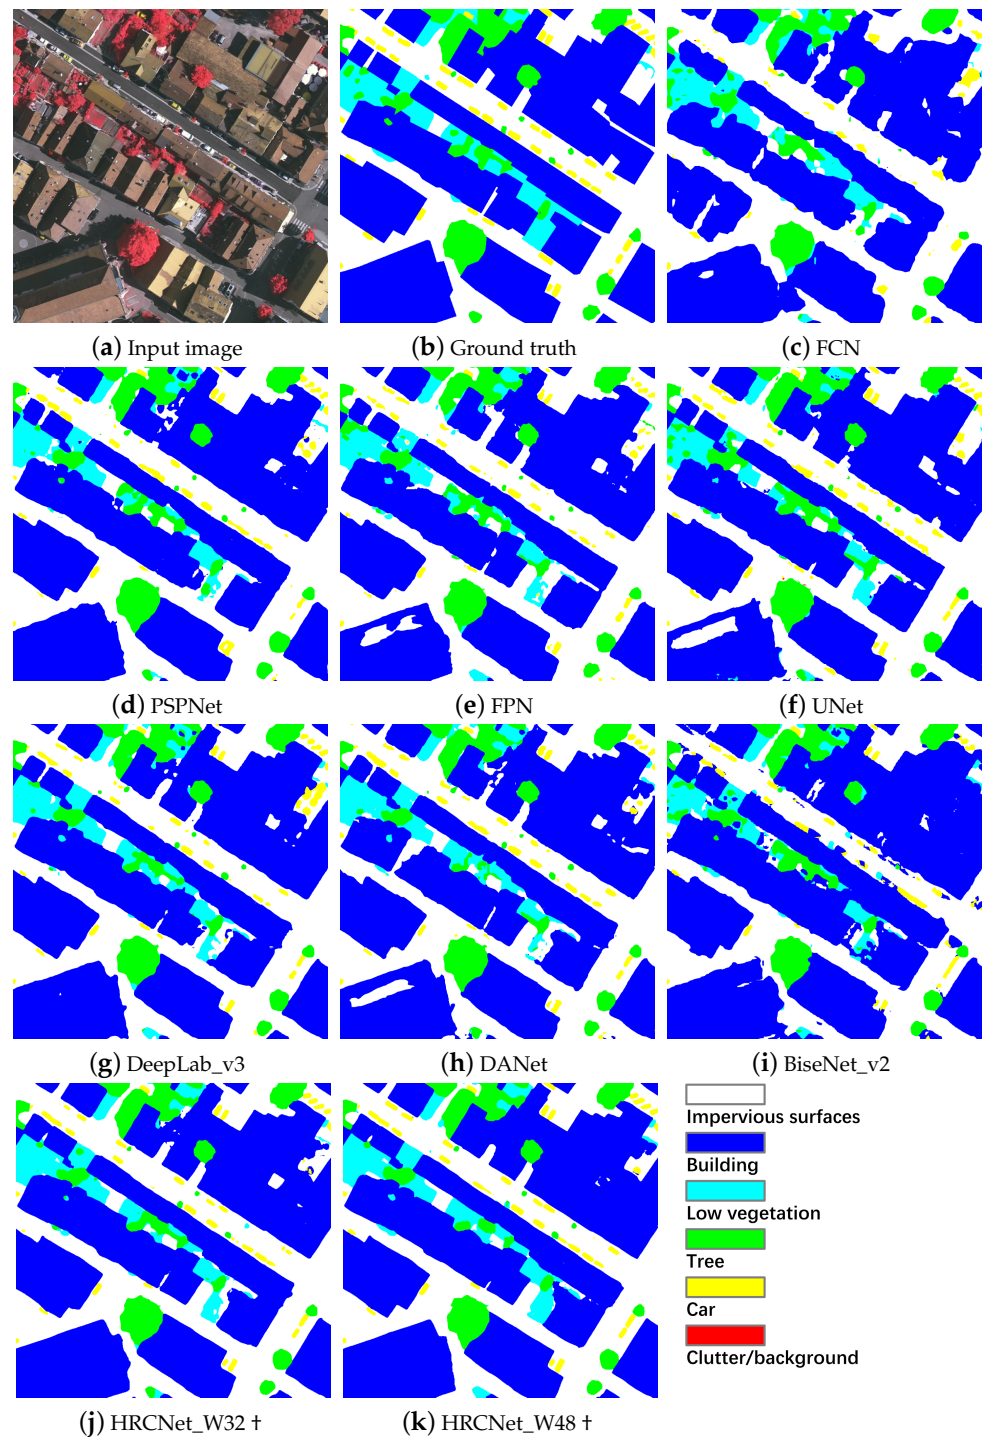 (a) Input image
(b) Ground truth
(c) FCN
(d) PSPNet
(e) FPN
(f) UNet
(g) DeepLab_v3
(h) DANet
(i) BiseNet_v2
Impervious surfaces
Building
Low vegetation
Tree
Car
Clutter/background
(j) HRCNet_W32 †
(k) HRCNet_W48 †